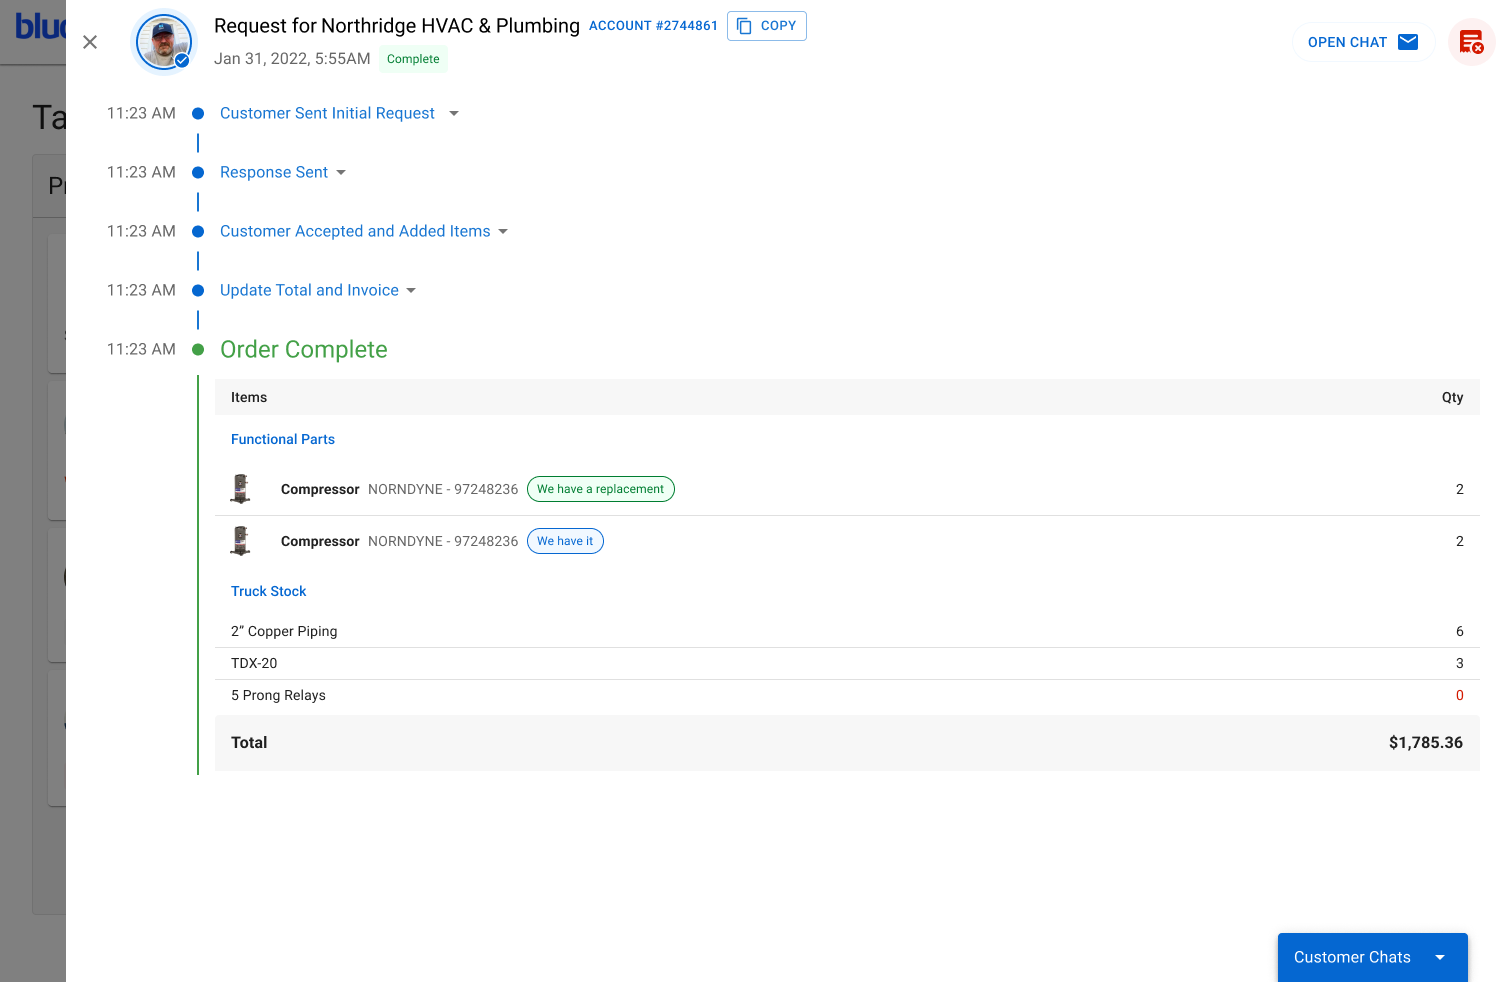 Request for Northridge HVAC & Plumbing ACCOUNT #2744861 COPY
Jan 31, 2022, 5:55AM Complete
OPEN CHAT
11:23 AM Customer Sent Initial Request
11:23 AM Response Sent
11:23 AM Customer Accepted and Added Items
11:23 AM Update Total and Invoice
11:23 AM Order Complete
Items Qty
Functional Parts
Compressor NORNDYNE - 97248236 We have a replacement 2
Compressor NORNDYNE - 97248236 We have it 2
Truck Stock
2” Copper Piping 6
TDX-20 3
5 Prong Relays 0
Total $1,785.36
Customer Chats